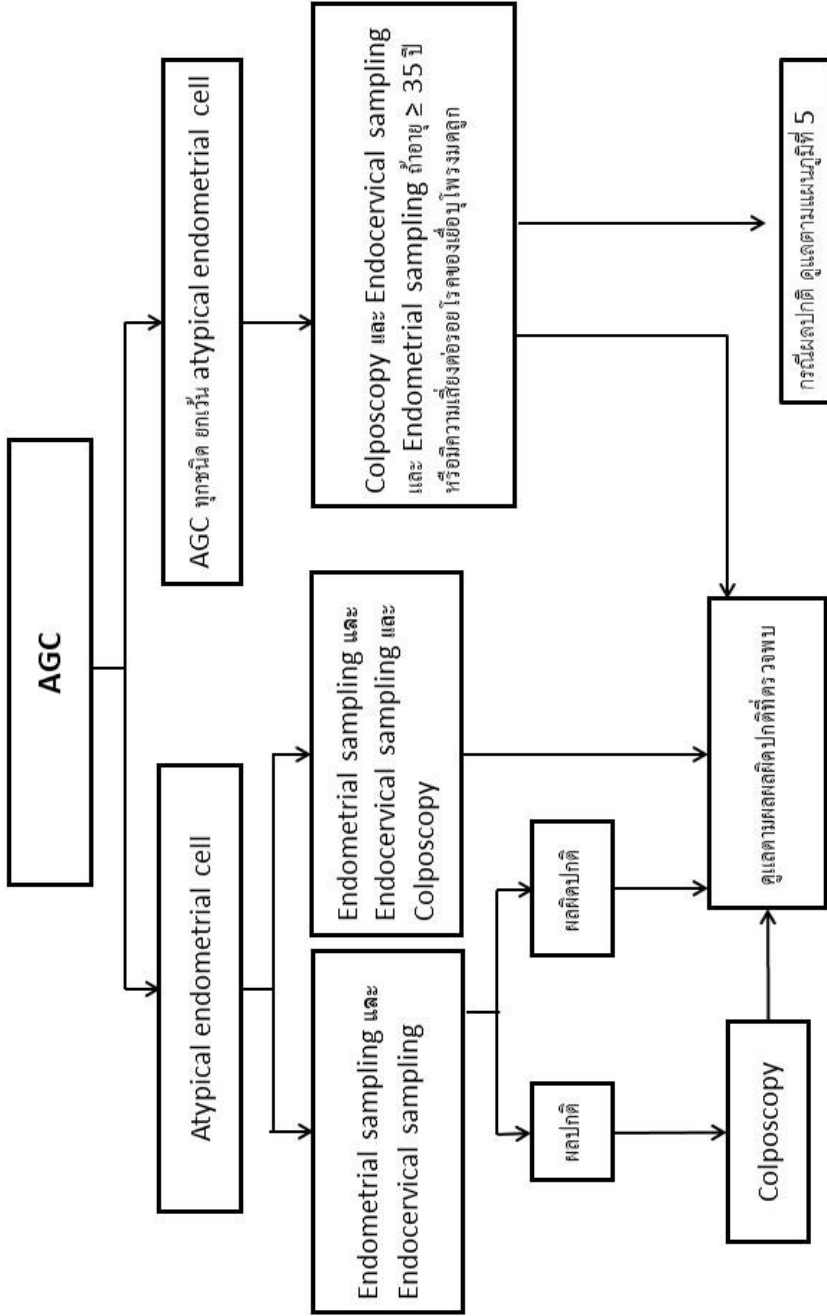 AGC
Atypical endometrial cell
AGC ทุกชนิด ยกเว้น atypical endometrial cell
Endometrial sampling และ
Endocervical sampling
Endometrial sampling และ
Endocervical sampling และ
Colposcopy
Colposcopy และ Endocervical sampling
และ Endometrial sampling ถ้าอายุ ≥ 35 ปี
หรือมีความเสี่ยงต่อรอยโรคของเยื่อบุโพรงมดลูก
ผลปกติ
ผลผิดปกติ
Colposcopy
ดูแลตามผลผิดปกติที่ตรวจพบ
กรณีผลปกติ ดูแลตามแผนภูมิที่ 5